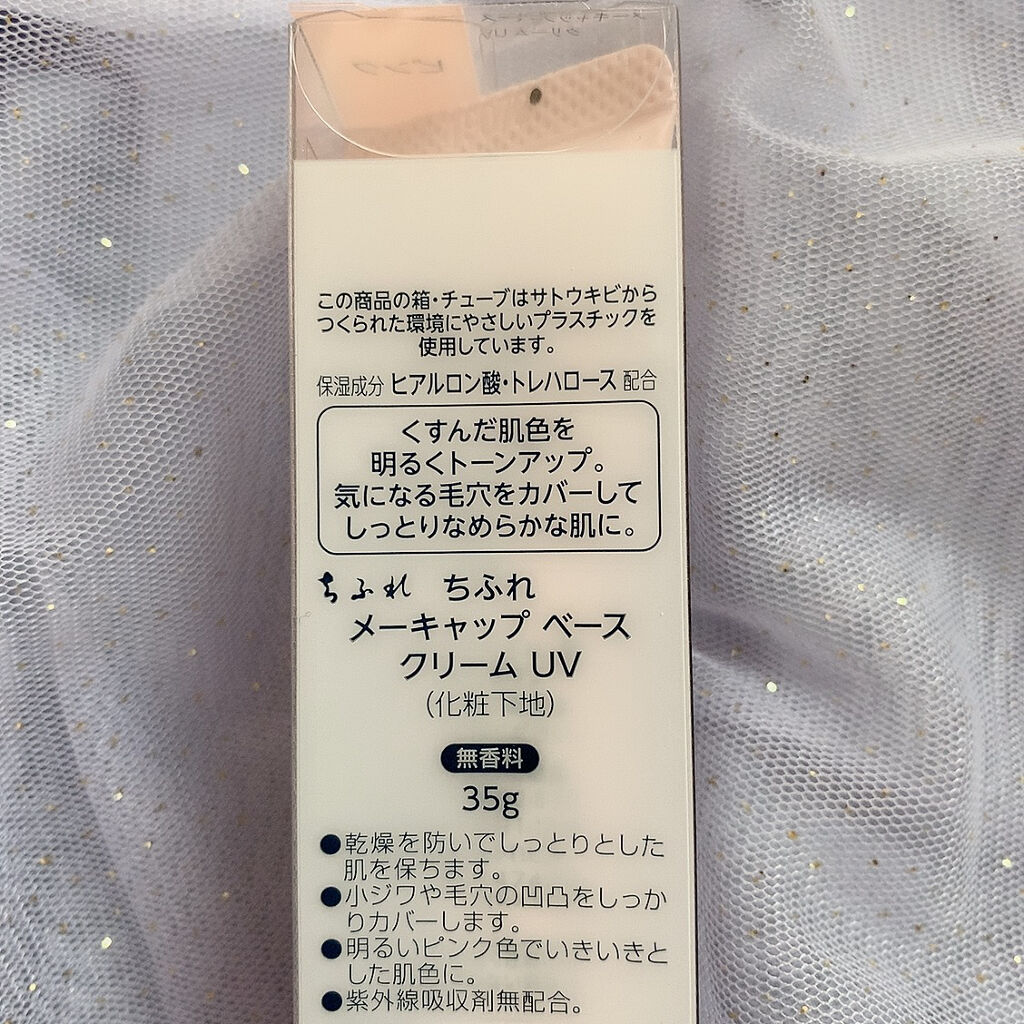 この商品の箱・チューブはサトウキビから
つくられた環境にやさしいプラスチックを
使用しています。
保湿成分 ヒアルロン酸・トレハロース 配合
くすんだ肌色を
明るくトーンアップ。
気になる毛穴をカバーして
しっとりなめらかな肌に。
ちふれ ちふれ
メーキャップ ベース
クリーム UV
(化粧下地)
無香料
35g
●乾燥を防いでしっとりとした
肌を保ちます。
●小ジワや毛穴の凹凸をしっか
りカバーします。
●明るいピンク色でいきいきと
した肌色に。
●紫外線吸収剤無配合。